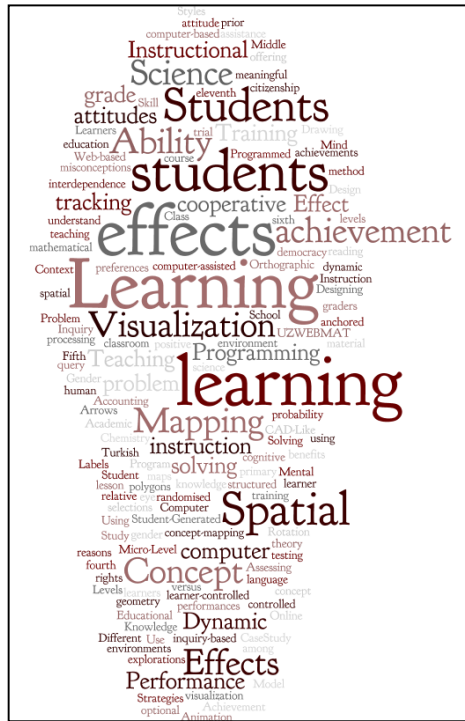 Styles
attitude prior
computer-based assistance
Instructional Middle
offering
Science meaningful
citizenship
grade Skill eleventh
Students
attitudes
Learners trial Training Drawing
education Ability
Web-based Programmed Mind
course achievements
misconceptions method
interdependence students Design
tracking cooperative Effect
understand Class sixth levels
teaching effects achievement
mathematical democracy reading
Context preferences computer-assisted Orthographic dynamic
spatial Learning Instruction
Designing
Problem School graders
Inquiry Visualization UZWEBMAT anchored
processing classroom positive environment material
Fifth Teaching Programming
query science
Gender problem learning
human
Accounting
Arrows Mapping probability
Academic CAD-Like
Chemistry Solving using
Turkish instruction
Labels Program solving cognitive benefits
Student maps primary Mental
lesson polygons knowledge structured learner
relative eye randomised training
selections Computer Spatial
Using Student-Generated
Study gender concept-mapping Rotation
theory
reasons Micro-Level computer testing
fourth Concept Assessing
rights language
Levels learners versus learner-controlled concept
geometry performances controlled
Educational Dynamic Online
Knowledge
Different Use inquiry-based CaseStudy
environments among
explorations Effects
Performance Model
Strategies visualization
optional Achievement
Animation